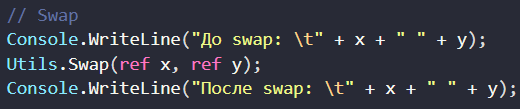 // Swap
Console.WriteLine("До swap: \t" + x + " " + y);
Utils.Swap(ref x, ref y);
Console.WriteLine("После swap: \t" + x + " " + y);